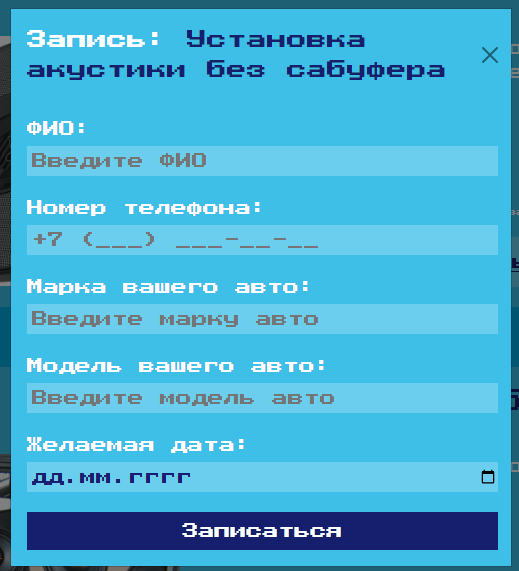 Запись: Установка
акустики без сабуфера
ФИО:
Введите ФИО
Номер телефона:
+7 (___) ___-__-__
Марка вашего авто:
Введите марку авто
Модель вашего авто:
Введите модель авто
Желаемая дата:
дд.мм.гггг
Записаться